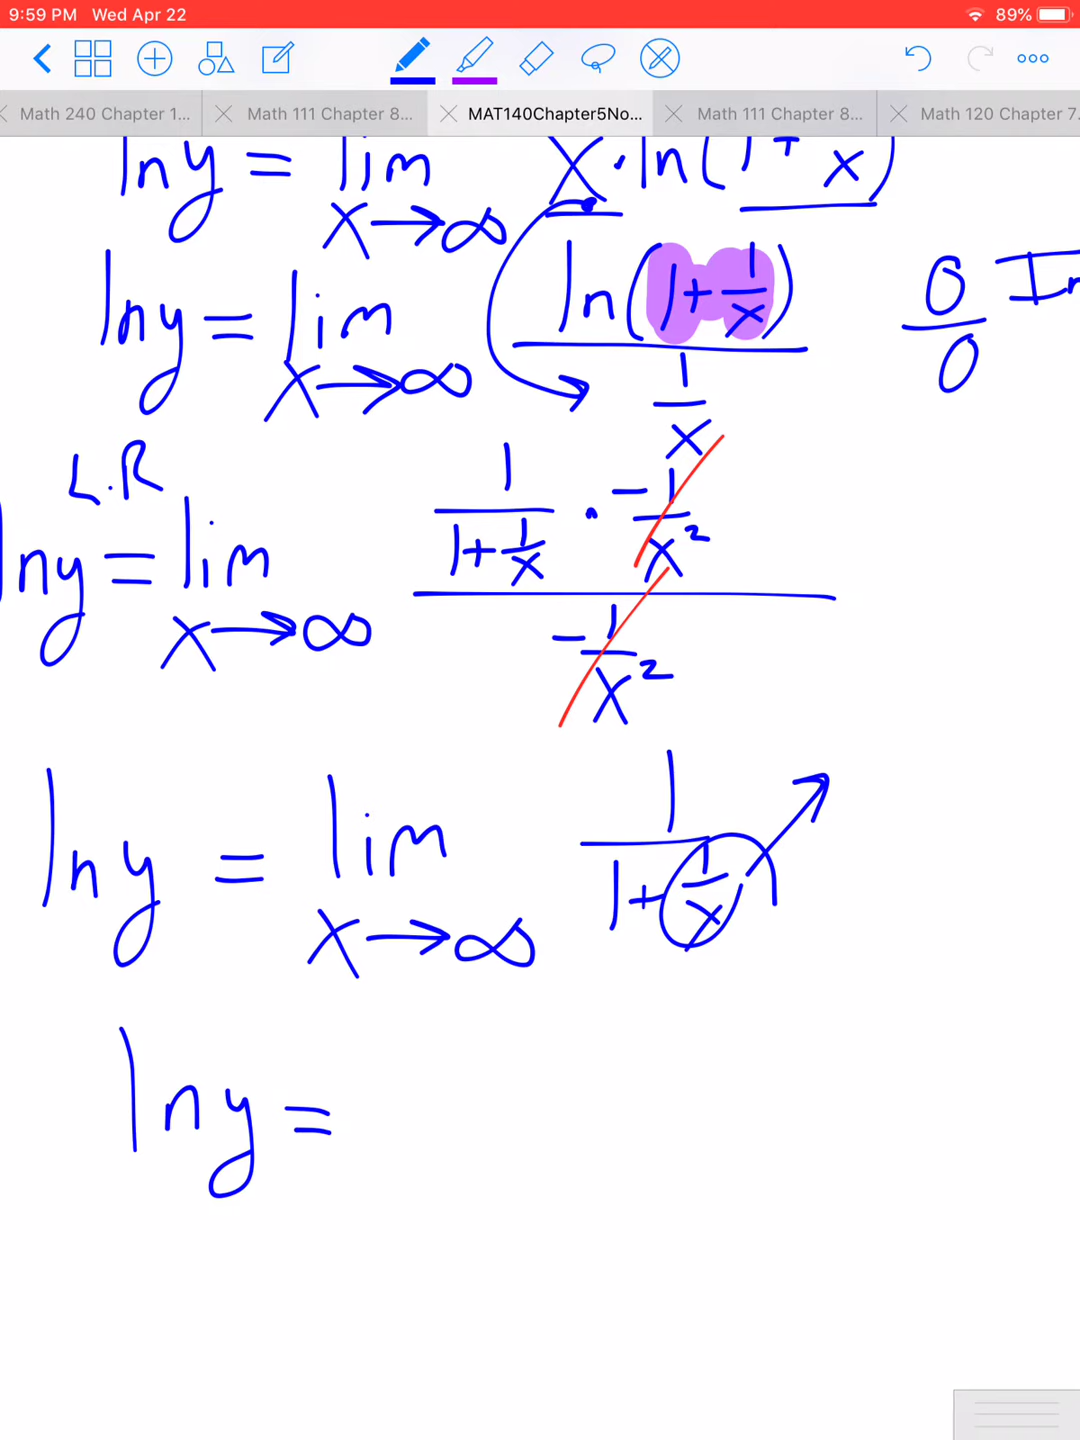 9:59 PM Wed Apr 22 89%
Math 240 Chapter 1... Math 111 Chapter 8... MAT140Chapter5No... Math 111 Chapter 8... Math 120 Chapter 7.
ln y = lim x→∞ x · ln(1 + x)
ln y = lim x→∞ ln(1 + 1/x) / (1/x) 0/0 In
L.R
ln y = lim x→∞ (1/(1 + 1/x) · -1/x²) / (-1/x²)
ln y = lim x→∞ 1/(1 + 1/x)
ln y =